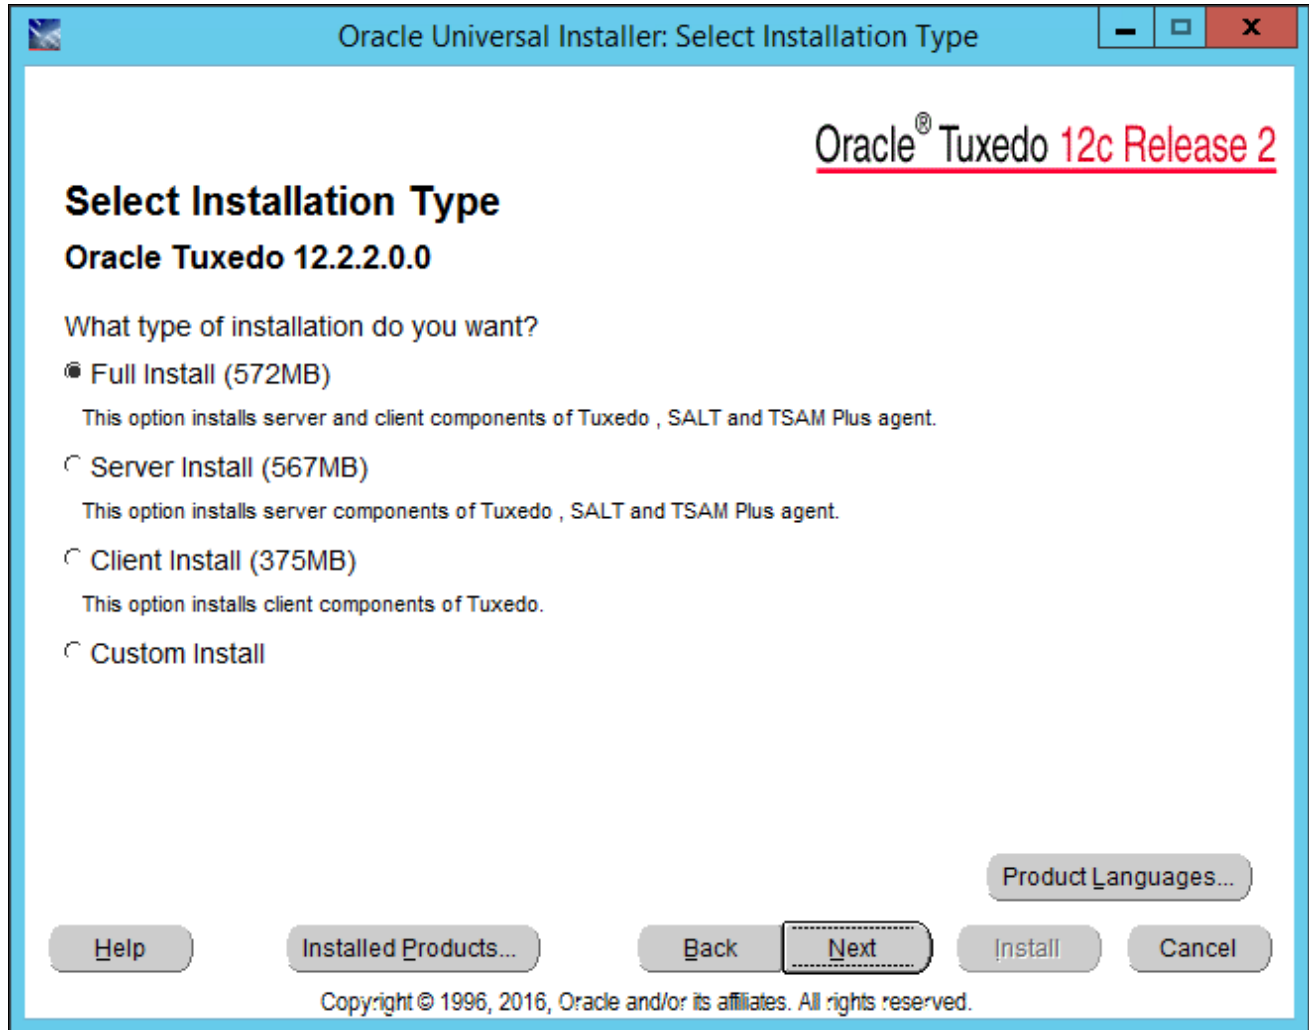 Oracle Universal Installer: Select Installation Type
Oracle® Tuxedo 12c Release 2
Select Installation Type
Oracle Tuxedo 12.2.2.0.0
What type of installation do you want?
Full Install (572MB)
This option installs server and client components of Tuxedo , SALT and TSAM Plus agent.
Server Install (567MB)
This option installs server components of Tuxedo , SALT and TSAM Plus agent.
Client Install (375MB)
This option installs client components of Tuxedo.
Custom Install
Product Languages...
Help Installed Products... Back Next Install Cancel
Copyright © 1996, 2016, Oracle and/or its affiliates. All rights reserved.